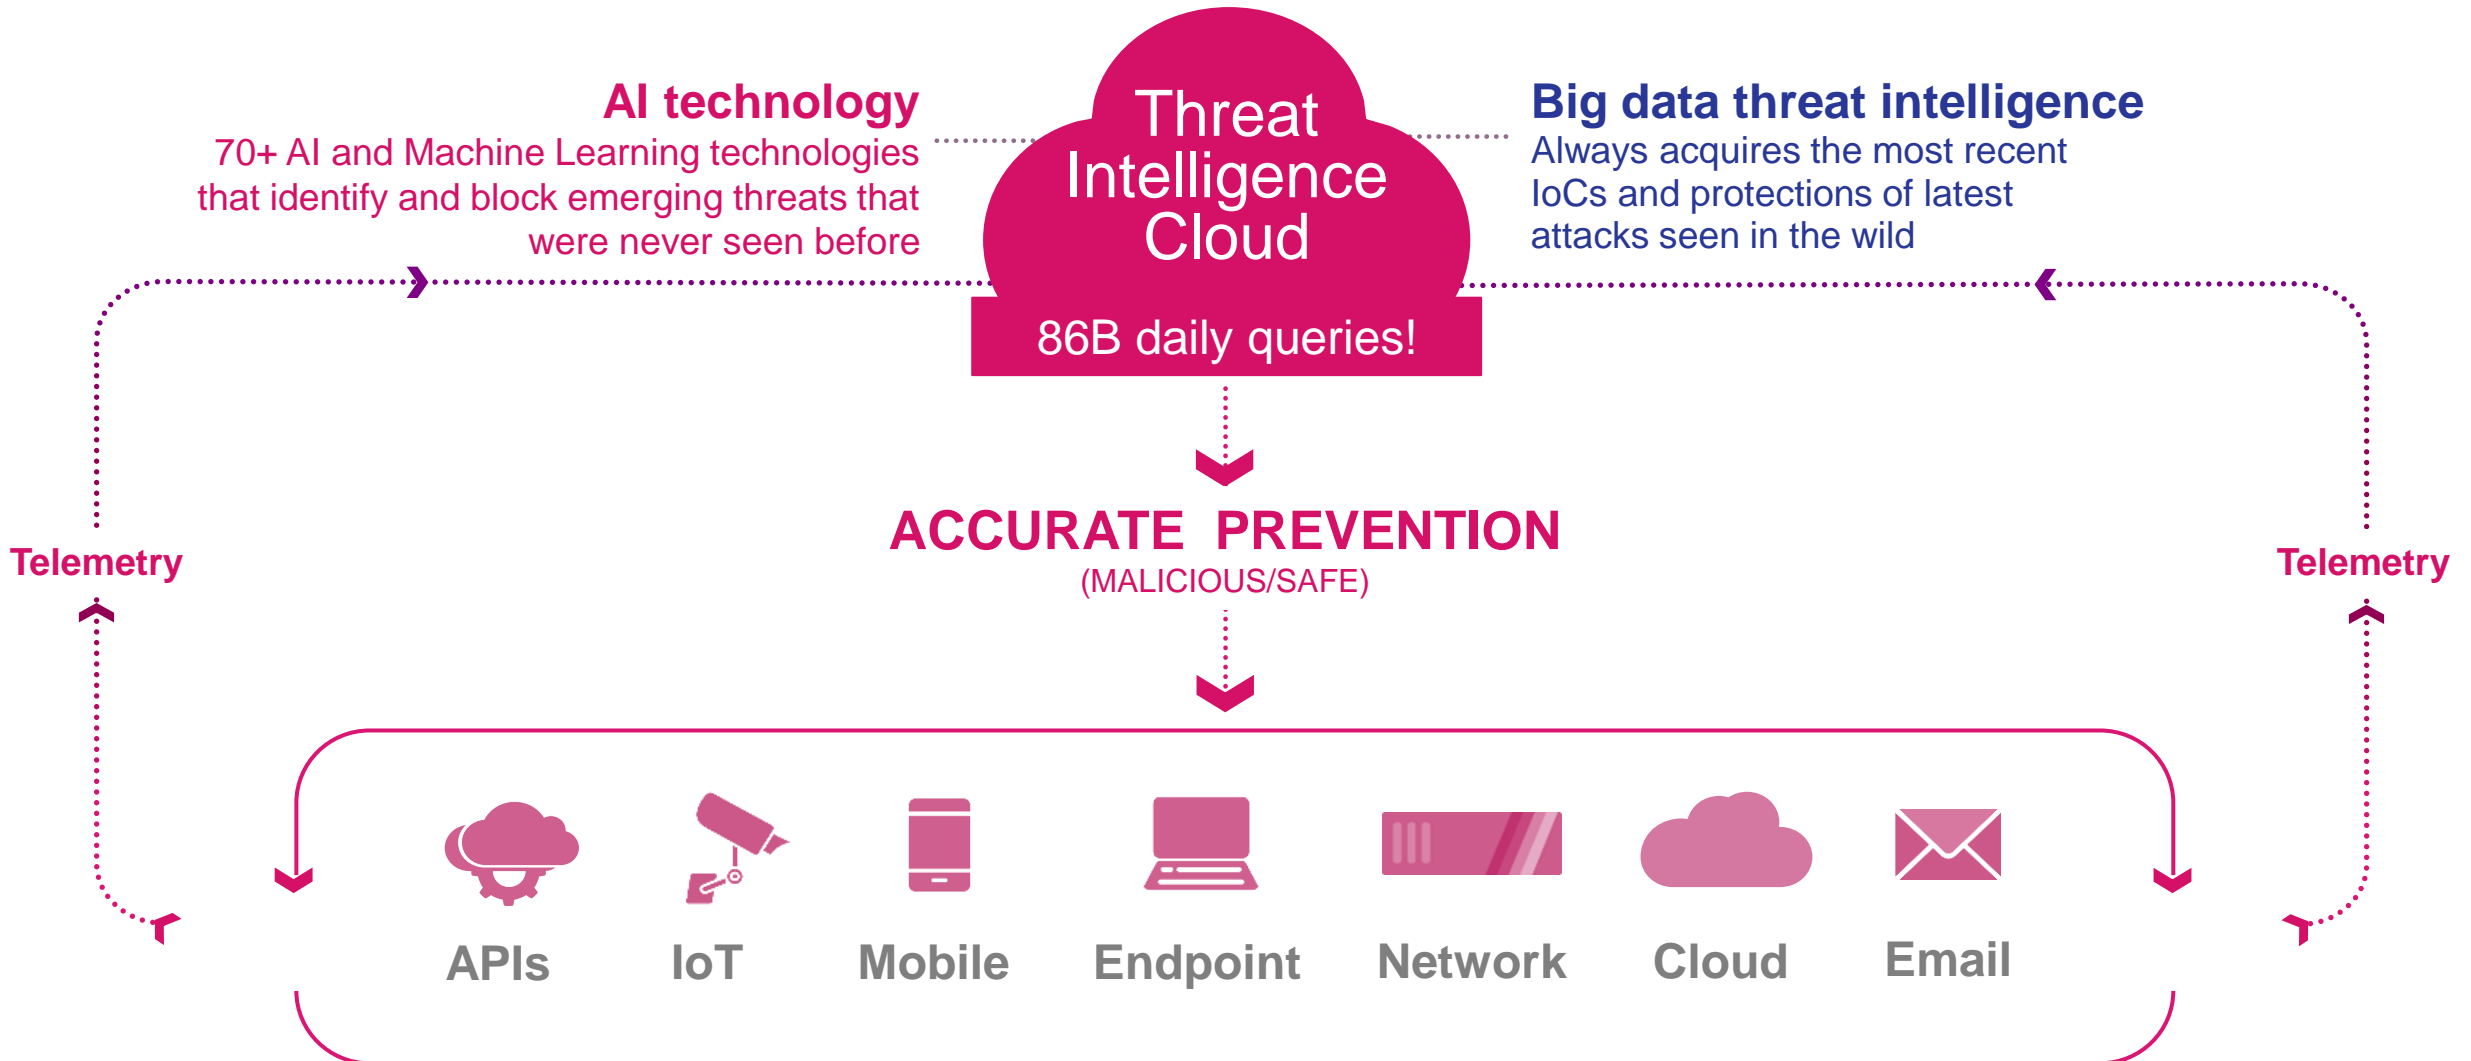 AI technology
70+ AI and Machine Learning technologies
that identify and block emerging threats that
were never seen before
Threat
Intelligence
Cloud
86B daily queries!
Big data threat intelligence
Always acquires the most recent
IoCs and protections of latest
attacks seen in the wild
ACCURATE PREVENTION
(MALICIOUS/SAFE)
Telemetry
Telemetry
APIs
IoT
Mobile
Endpoint
Network
Cloud
Email